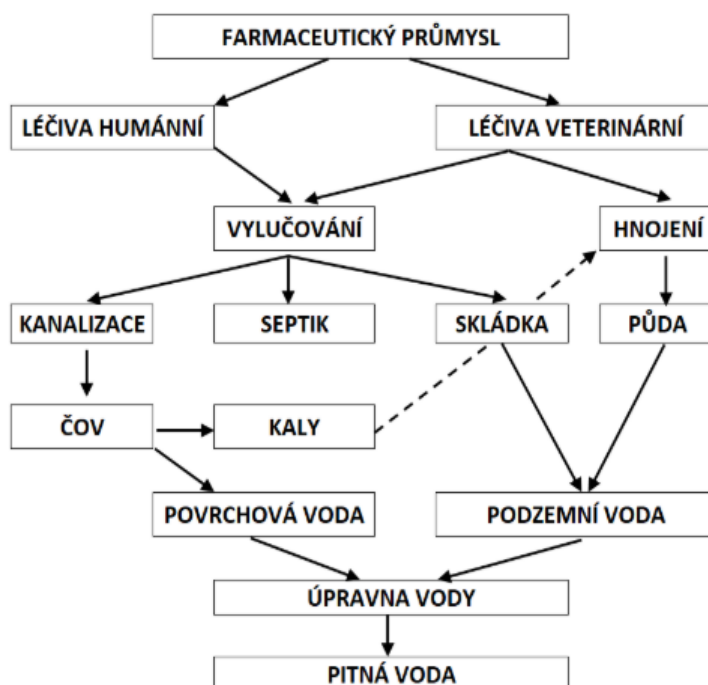 FARMACEUTICKÝ PRŮMYSL
LÉČIVA HUMÁNNÍ
LÉČIVA VETERINÁRNÍ
VYLUČOVÁNÍ
HNOJENÍ
KANALIZACE
SEPTIK
SKLÁDKA
PŮDA
ČOV
KALY
POVRCHOVÁ VODA
PODZEMNÍ VODA
ÚPRAVNA VODY
PITNÁ VODA